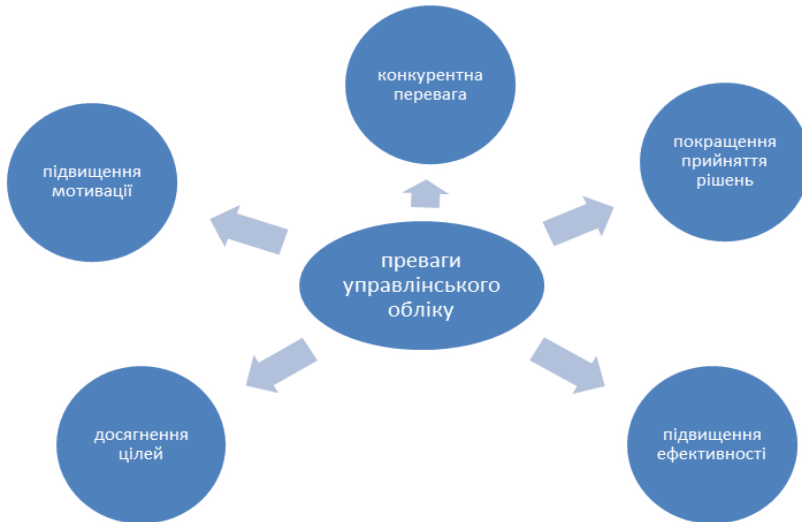 конкурентна
перевага
покращення
прийняття
рішень
підвищення
мотивації
преваги
управлінського
обліку
досягнення
цілей
підвищення
ефективності